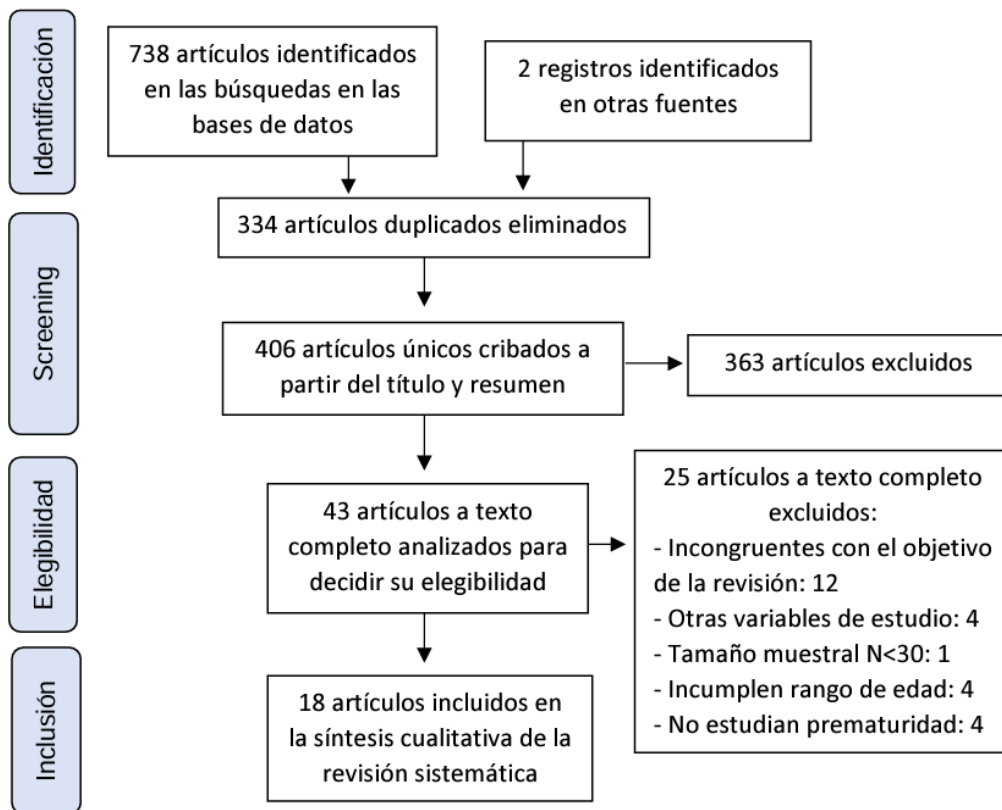 Identificación
738 artículos identificados
en las búsquedas en las
bases de datos
2 registros identificados
en otras fuentes
Screening
334 artículos duplicados eliminados
406 artículos únicos cribados a
partir del título y resumen
363 artículos excluidos
Elegibilidad
43 artículos a texto
completo analizados para
decidir su elegibilidad
25 artículos a texto completo
excluidos:
- Incongruentes con el objetivo
de la revisión: 12
- Otras variables de estudio: 4
- Tamaño muestral N<30: 1
- Incumplen rango de edad: 4
- No estudian prematuridad: 4
Inclusión
18 artículos incluidos en
la síntesis cualitativa de la
revisión sistemática